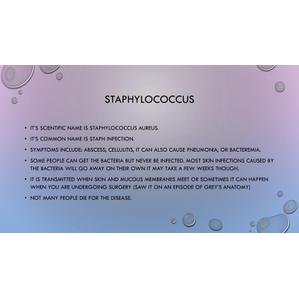 STAPHYLOCOCCUS
• IT'S SCIENTIFIC NAME IS STAPHYLOCOCCUS AUREUS.
• IT'S COMMON NAME IS STAPH INFECTION.
• SYMPTOMS INCLUDE: ABSCESS, CELLULITIS, IT CAN ALSO CAUSE PNEUMONIA, OR BACTEREMIA.
• SOME PEOPLE CAN GET THE BACTERIA BUT NEVER BE INFECTED. MOST SKIN INFECTIONS CAUSED BY
THE BACTERIA WILL GO AWAY ON THEIR OWN IT MAY TAKE A FEW WEEKS THOUGH.
• IT IS TRANSMITTED WHEN SKIN AND MUCOUS MEMBRANES MEET OR SOMETIMES IT CAN HAPPEN
WHEN YOU ARE UNDERGOING SURGERY (SAW IT ON AN EPISODE OF GREY'S ANATOMY)
• NOT MANY PEOPLE DIE FOR THE DISEASE.